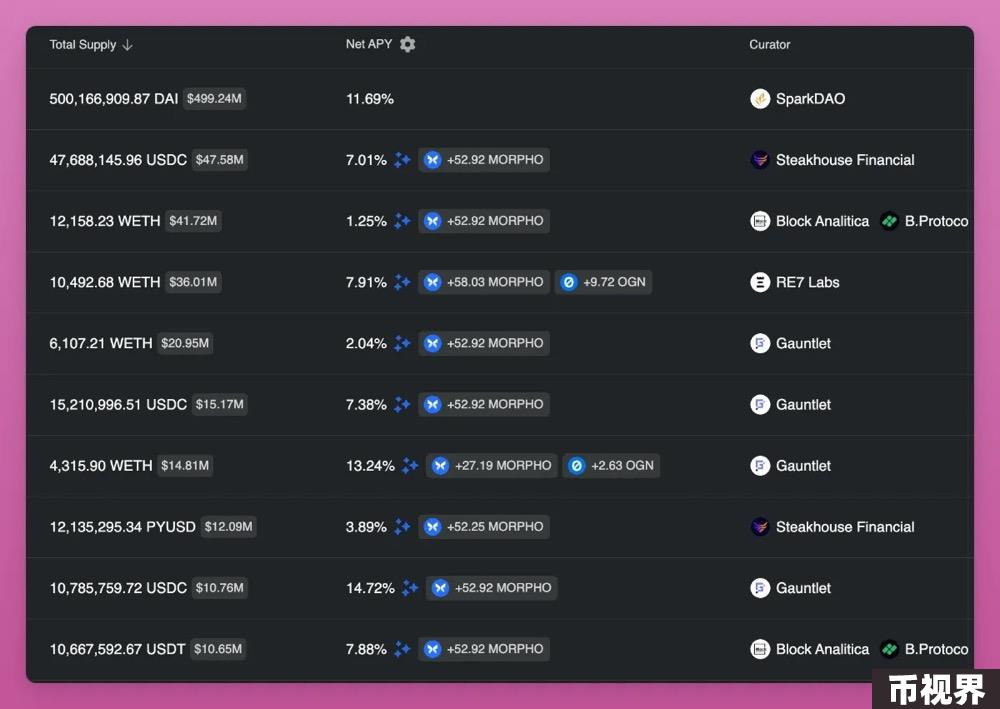 Total Supply ↓ Net APY Curator
500,166,909.87 DAI $499.24M 11.69% SparkDAO
47,688,145.96 USDC $47.58M 7.01% +52.92 MORPHO Steakhouse Financial
12,158.23 WETH $41.72M 1.25% +52.92 MORPHO Block Analitica B.Protoco
10,492.68 WETH $36.01M 7.91% +58.03 MORPHO +9.72 OGN RE7 Labs
6,107.21 WETH $20.95M 2.04% +52.92 MORPHO Gauntlet
15,210,996.51 USDC $15.17M 7.38% +52.92 MORPHO Gauntlet
4,315.90 WETH $14.81M 13.24% +27.19 MORPHO +2.63 OGN Gauntlet
12,135,295.34 PYUSD $12.09M 3.89% +52.25 MORPHO Steakhouse Financial
10,785,759.72 USDC $10.76M 14.72% +52.92 MORPHO Gauntlet
10,667,592.67 USDT $10.65M 7.88% +52.92 MORPHO Block Analitica B.Protoco
币视界